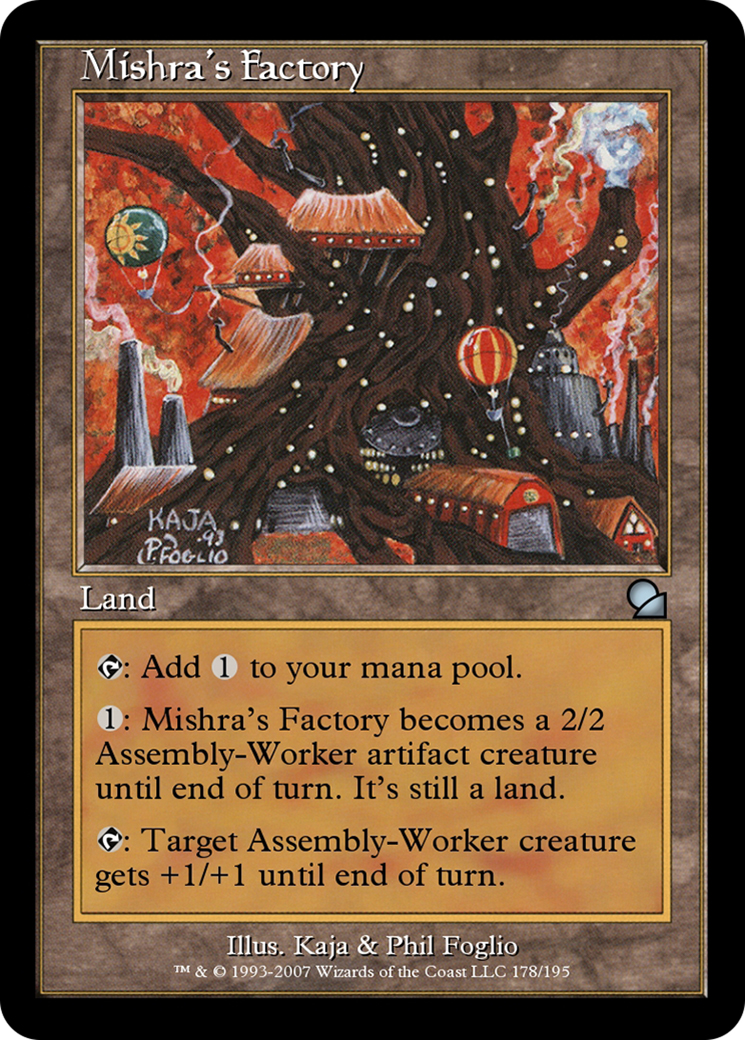 Mishra's Factory
KAJA
.93
P. FOGLIO
Land
: Add 1 to your mana pool.
1: Mishra's Factory becomes a 2/2
Assembly-Worker artifact creature
until end of turn. It's still a land.
: Target Assembly-Worker creature
gets +1/+1 until end of turn.
Illus. Kaja & Phil Foglio
™ & © 1993-2007 Wizards of the Coast LLC 178/195